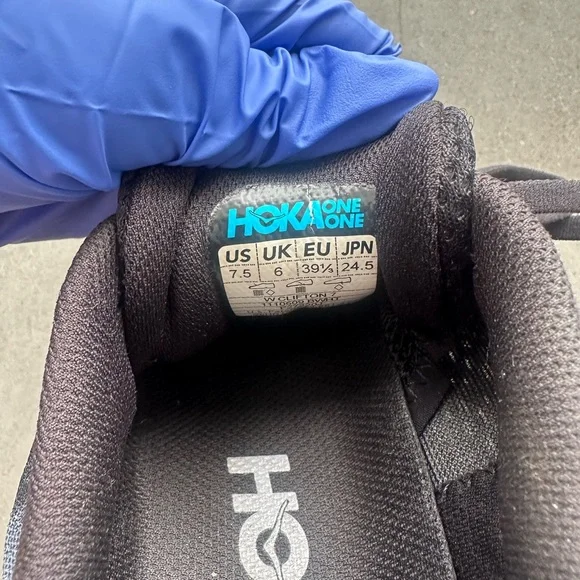 HOKA ONE ONE
US UK EU JPN
7.5 6 39⅓ 24.5
W CLIFTON 7
HO